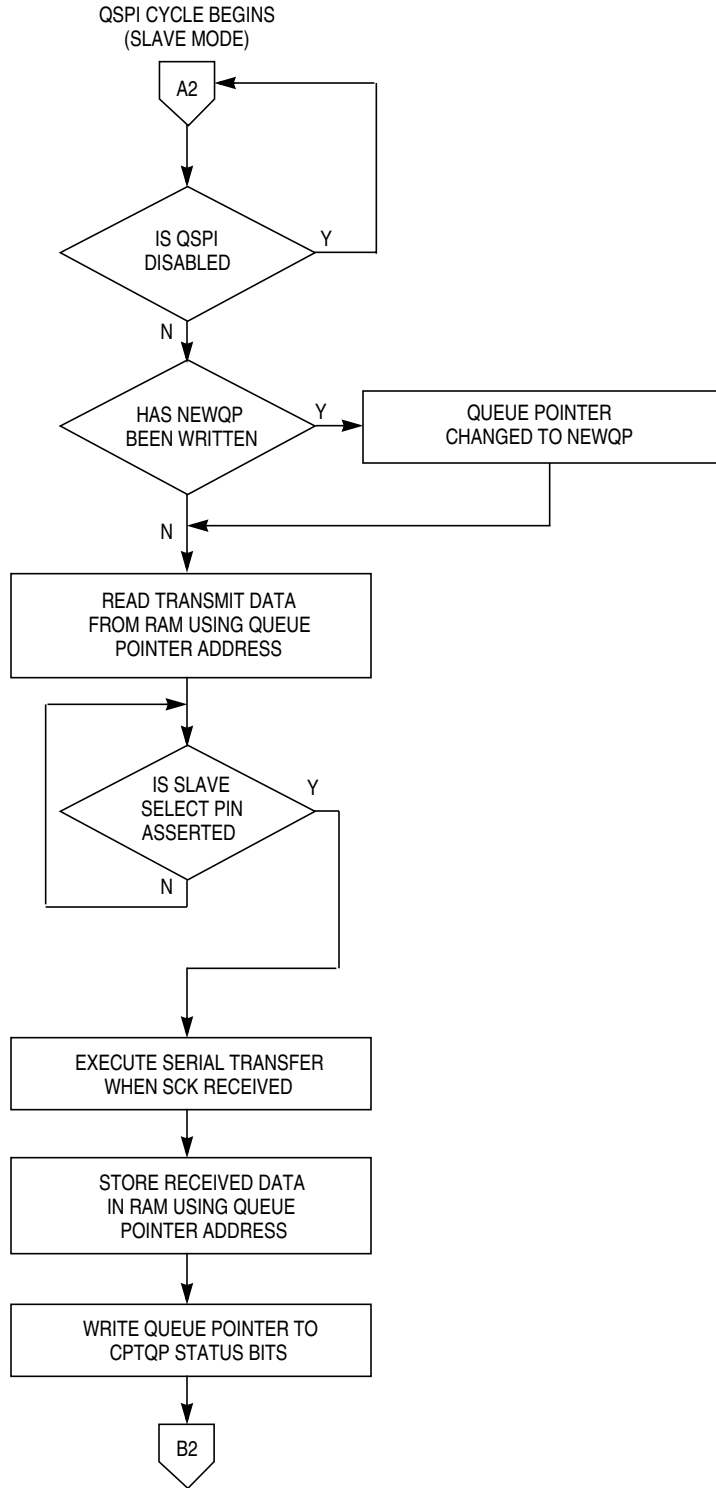 QSPI CYCLE BEGINS
(SLAVE MODE)
A2
IS QSPI
DISABLED
Y
N
HAS NEWQP
BEEN WRITTEN
Y
QUEUE POINTER
CHANGED TO NEWQP
N
READ TRANSMIT DATA
FROM RAM USING QUEUE
POINTER ADDRESS
IS SLAVE
SELECT PIN
ASSERTED
Y
N
EXECUTE SERIAL TRANSFER
WHEN SCK RECEIVED
STORE RECEIVED DATA
IN RAM USING QUEUE
POINTER ADDRESS
WRITE QUEUE POINTER TO
CPTQP STATUS BITS
B2